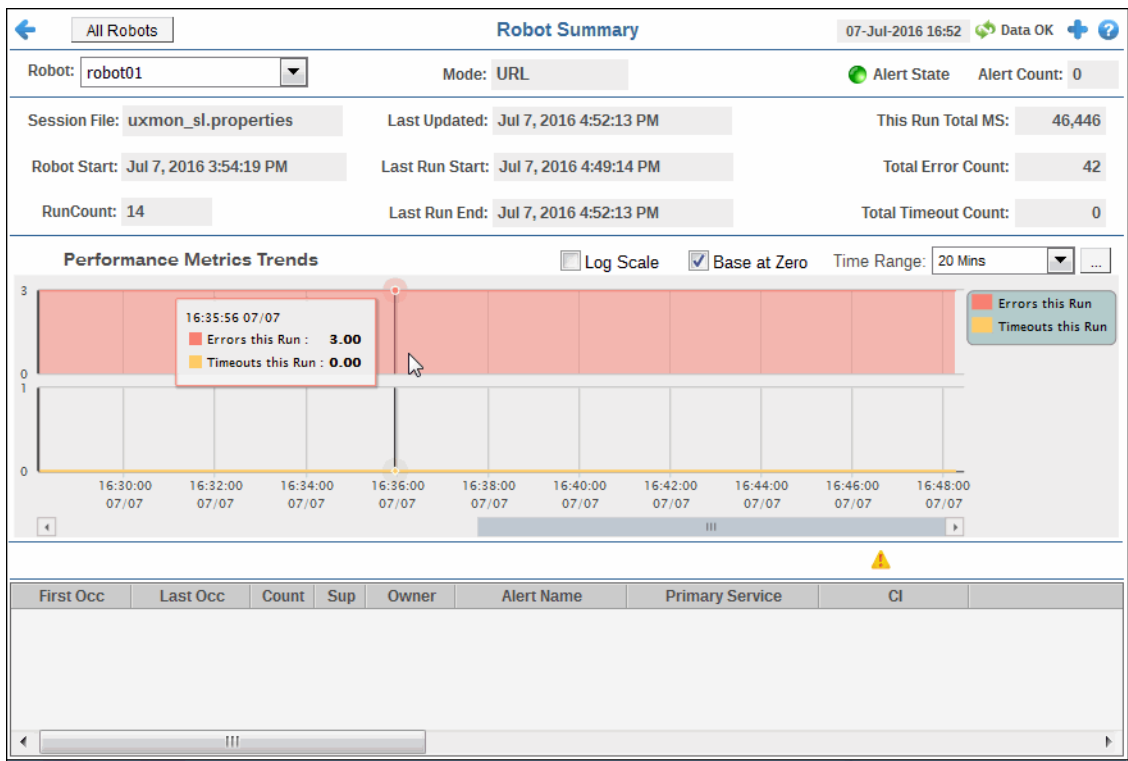 All Robots
Robot Summary
07-Jul-2016 16:52
Data OK
Robot: robot01
Mode: URL
Alert State
Alert Count: 0
Session File: uxmon_sl.properties
Last Updated: Jul 7, 2016 4:52:13 PM
This Run Total MS: 46,446
Robot Start: Jul 7, 2016 3:54:19 PM
Last Run Start: Jul 7, 2016 4:49:14 PM
Total Error Count: 42
RunCount: 14
Last Run End: Jul 7, 2016 4:52:13 PM
Total Timeout Count: 0
Performance Metrics Trends
Log Scale
Base at Zero
Time Range: 20 Mins
...
3
0
1
0
16:35:56 07/07
Errors this Run : 3.00
Timeouts this Run : 0.00
Errors this Run
Timeouts this Run
16:30:00 16:32:00 16:34:00 16:36:00 16:38:00 16:40:00 16:42:00 16:44:00 16:46:00 16:48:00
07/07 07/07 07/07 07/07 07/07 07/07 07/07 07/07 07/07 07/07
First Occ Last Occ Count Sup Owner Alert Name Primary Service CI